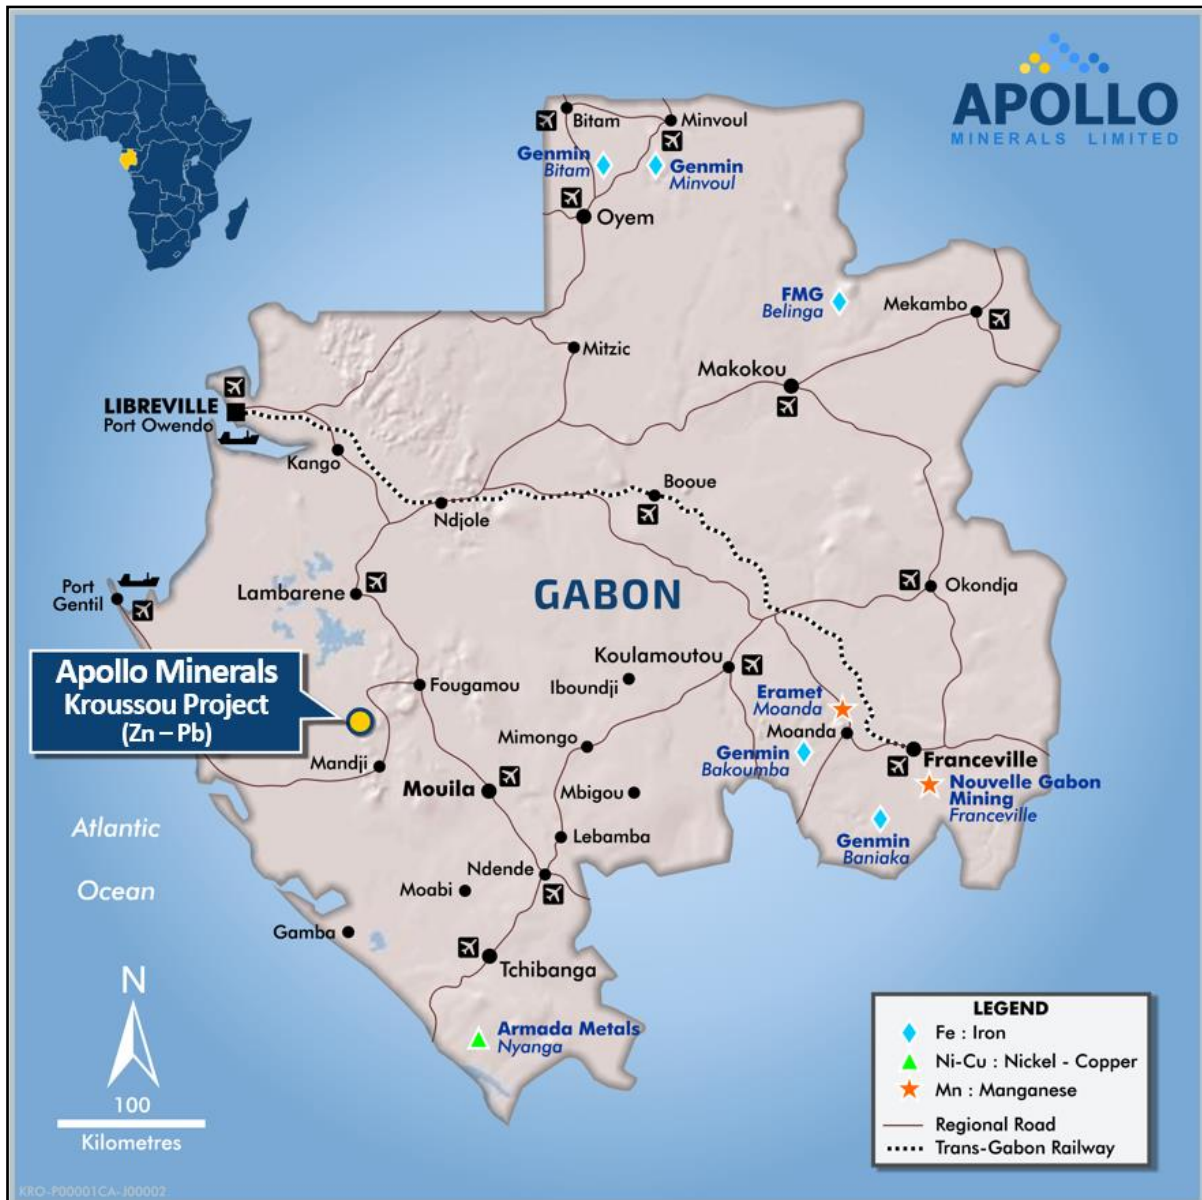 APOLLO
MINERALS LIMITED
Bitam
Minvoul
Genmin
Bitam
Genmin
Minvoul
Oyem
FMG
Belinga
Mekambo
Mitzic
Makokou
LIBREVILLE
Port Owendo
Kango
Ndjole
Booue
Port
Gentil
Lambarene
GABON
Okondja
Apollo Minerals
Kroussou Project
(Zn – Pb)
Fougamou
Koulamoutou
Iboundji
Eramet
Moanda
Moanda
Mimongo
Genmin
Bakoumba
Franceville
Mandji
Mouila
Mbigou
Nouvelle Gabon
Mining
Franceville
Lebamba
Genmin
Baniaka
Atlantic
Ocean
Ndende
Moabi
Gamba
Tchibanga
N
100
Kilometres
Armada Metals
Nyanga
LEGEND
Fe : Iron
Ni-Cu : Nickel - Copper
Mn : Manganese
Regional Road
Trans-Gabon Railway
KRO-P00001CA-J00002